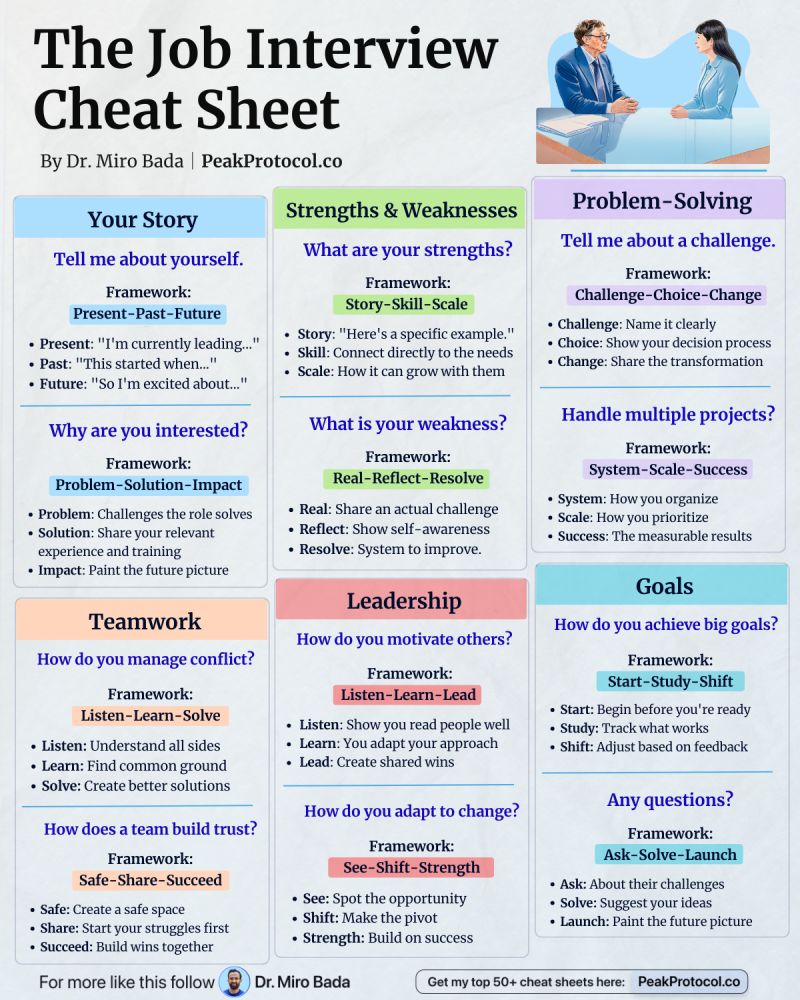 The Job Interview
Cheat Sheet
By Dr. Miro Bada | PeakProtocol.co
Your Story
Tell me about yourself.
Framework:
Present-Past-Future
• Present: "I'm currently leading..."
• Past: "This started when..."
• Future: "So I'm excited about..."
Why are you interested?
Framework:
Problem-Solution-Impact
• Problem: Challenges the role solves
• Solution: Share your relevant
experience and training
• Impact: Paint the future picture
Strengths & Weaknesses
What are your strengths?
Framework:
Story-Skill-Scale
• Story: "Here's a specific example."
• Skill: Connect directly to the needs
• Scale: How it can grow with them
What is your weakness?
Framework:
Real-Reflect-Resolve
• Real: Share an actual challenge
• Reflect: Show self-awareness
• Resolve: System to improve.
Problem-Solving
Tell me about a challenge.
Framework:
Challenge-Choice-Change
• Challenge: Name it clearly
• Choice: Show your decision process
• Change: Share the transformation
Handle multiple projects?
Framework:
System-Scale-Success
• System: How you organize
• Scale: How you prioritize
• Success: The measurable results
Teamwork
How do you manage conflict?
Framework:
Listen-Learn-Solve
• Listen: Understand all sides
• Learn: Find common ground
• Solve: Create better solutions
How does a team build trust?
Framework:
Safe-Share-Succeed
• Safe: Create a safe space
• Share: Start your struggles first
• Succeed: Build wins together
Leadership
How do you motivate others?
Framework:
Listen-Learn-Lead
• Listen: Show you read people well
• Learn: You adapt your approach
• Lead: Create shared wins
How do you adapt to change?
Framework:
See-Shift-Strength
• See: Spot the opportunity
• Shift: Make the pivot
• Strength: Build on success
Goals
How do you achieve big goals?
Framework:
Start-Study-Shift
• Start: Begin before you're ready
• Study: Track what works
• Shift: Adjust based on feedback
Any questions?
Framework:
Ask-Solve-Launch
• Ask: About their challenges
• Solve: Suggest your ideas
• Launch: Paint the future picture
For more like this follow Dr. Miro Bada
Get my top 50+ cheat sheets here: PeakProtocol.co